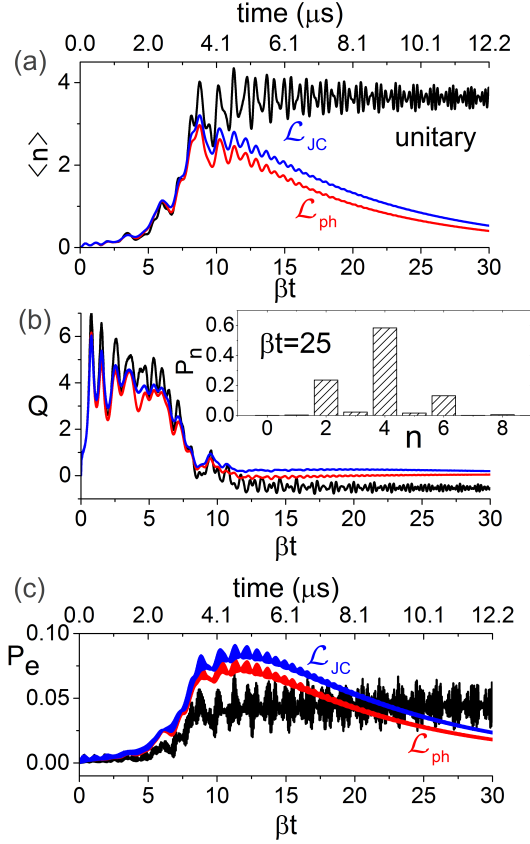 time (μs)
0.0 2.0 4.1 6.1 8.1 10.1 12.2
(a)
4
2
0
⟨n⟩
ℒJC
unitary
ℒph
0 5 10 15 20 25 30
βt
(b)
6
4
2
0
Q
0.6
0.4
0.2
0.0
Pn
βt=25
0 2 4 6 8
n
0 5 10 15 20 25 30
βt
(c)
time (μs)
0.0 2.0 4.1 6.1 8.1 10.1 12.2
0.10
0.05
0.00
Pe
ℒJC
ℒph
0 5 10 15 20 25 30
βt